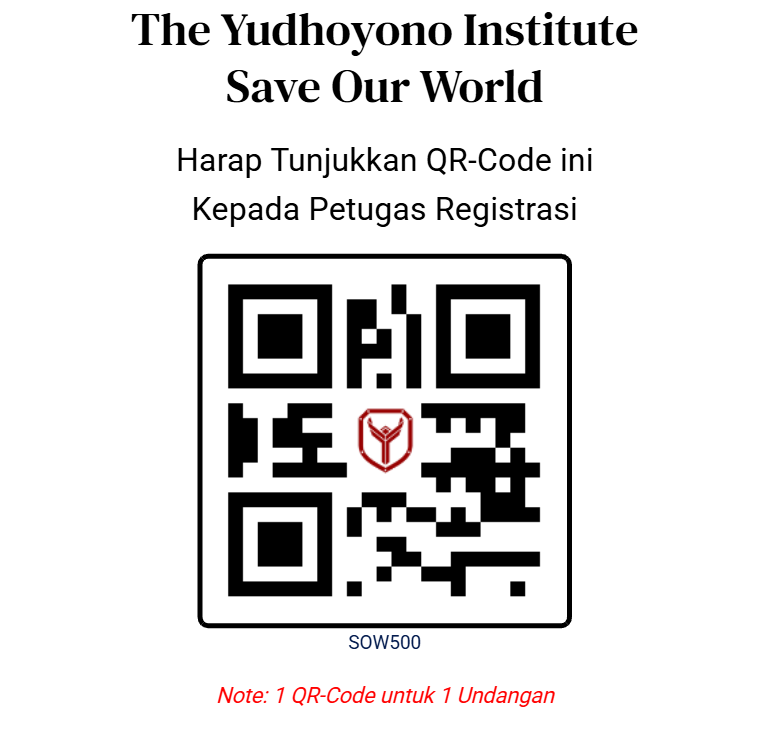 The Yudhoyono Institute
Save Our World
Harap Tunjukkan QR-Code ini
Kepada Petugas Registrasi
SOW500
Note: 1 QR-Code untuk 1 Undangan